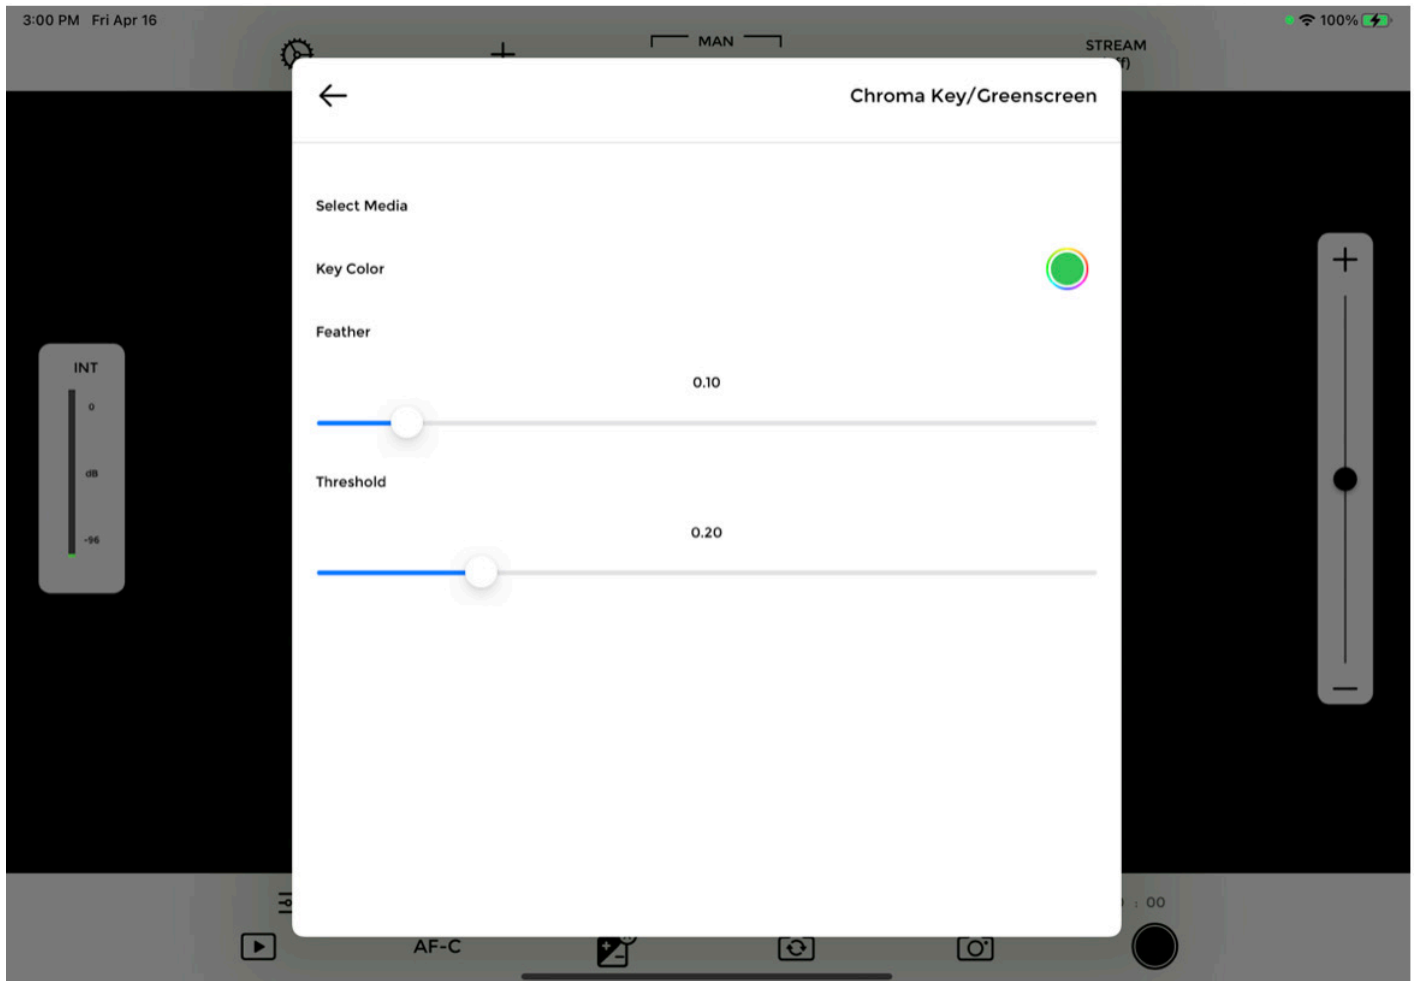 3:00 PM Fri Apr 16
100%
MAN
STREAM
Chroma Key/Greenscreen
Select Media
Key Color
Feather
INT
0.10
0
dB
Threshold
0.20
-96
: 00
AF-C